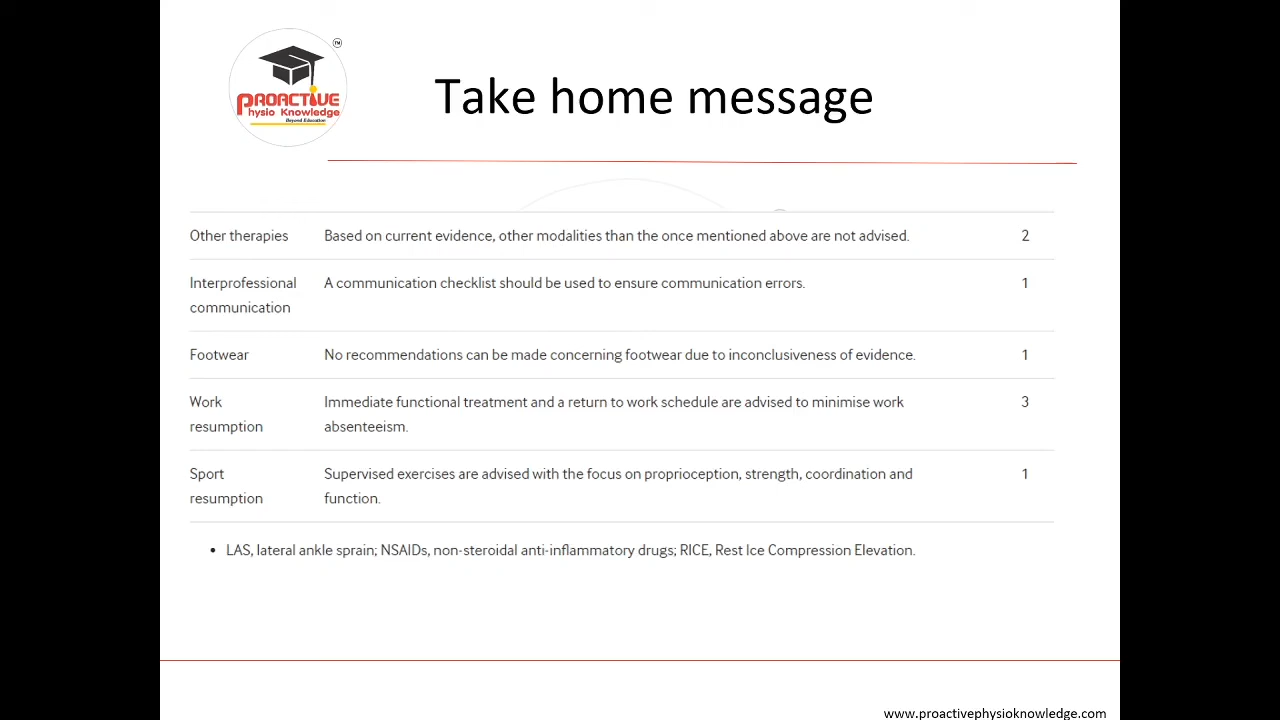 TM
PROACTIVE
hysio Knowledge
Beyond Education
Take home message
Other therapies Based on current evidence, other modalities than the once mentioned above are not advised. 2
Interprofessional A communication checklist should be used to ensure communication errors. 1
communication
Footwear No recommendations can be made concerning footwear due to inconclusiveness of evidence. 1
Work Immediate functional treatment and a return to work schedule are advised to minimise work 3
resumption absenteeism.
Sport Supervised exercises are advised with the focus on proprioception, strength, coordination and 1
resumption function.
• LAS, lateral ankle sprain; NSAIDs, non-steroidal anti-inflammatory drugs; RICE, Rest Ice Compression Elevation.
www.proactivephysioknowledge.com